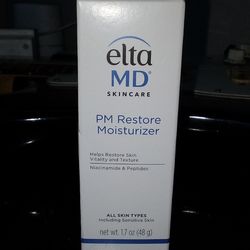 elta
MD®
SKINCARE
PM Restore
Moisturizer
Helps Restore Skin
Vitality and Texture
Niacinamide & Peptides
ALL SKIN TYPES
Including Sensitive Skin
net wt. 1.7 oz (48 g)